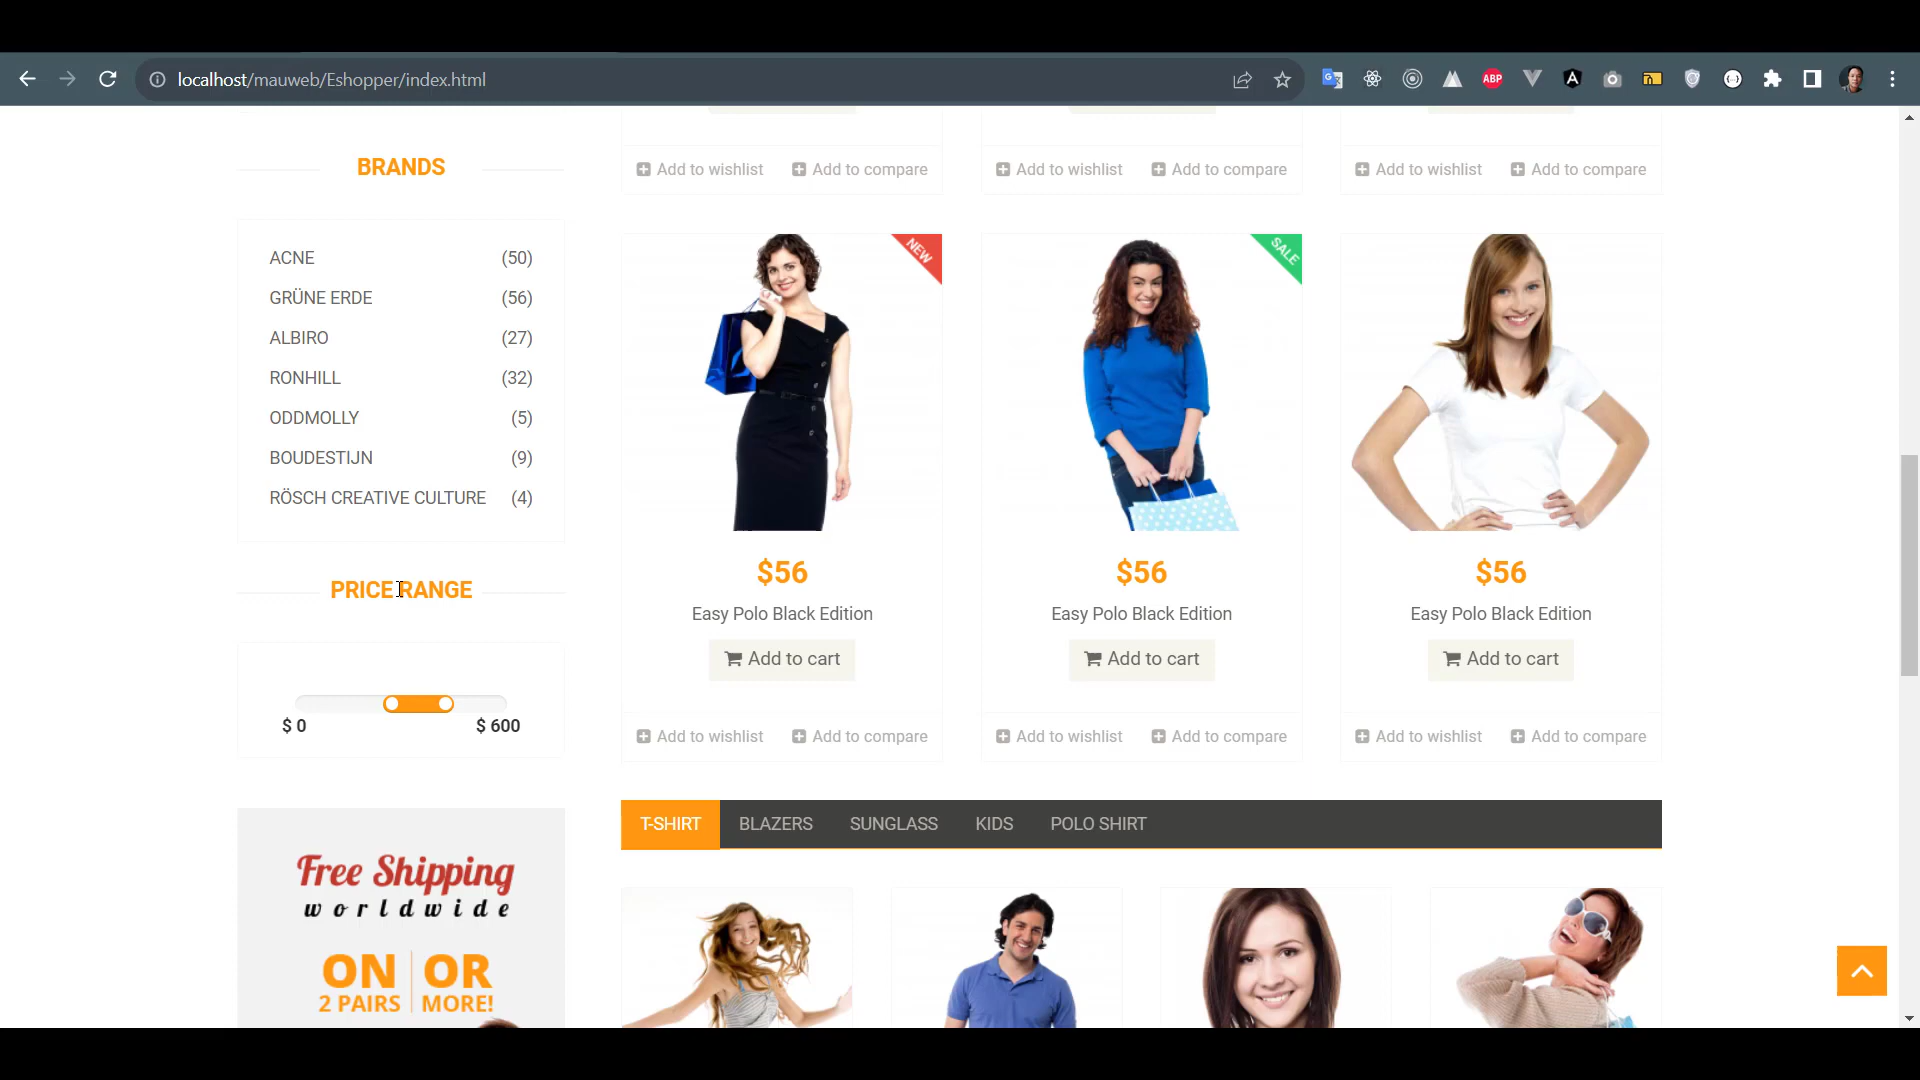 localhost/mauweb/Eshopper/index.html
ABP
BRANDS
ACNE (50)
GRÜNE ERDE (56)
ALBIRO (27)
RONHILL (32)
ODDMOLLY (5)
BOUDESTIJN (9)
RÖSCH CREATIVE CULTURE (4)
PRICE RANGE
$ 0 $ 600
Free Shipping
worldwide
ON OR
2 PAIRS MORE!
Add to wishlist Add to compare Add to wishlist Add to compare Add to wishlist Add to compare
NEW SALE
$56 $56 $56
Easy Polo Black Edition Easy Polo Black Edition Easy Polo Black Edition
Add to cart Add to cart Add to cart
Add to wishlist Add to compare Add to wishlist Add to compare Add to wishlist Add to compare
T-SHIRT BLAZERS SUNGLASS KIDS POLO SHIRT